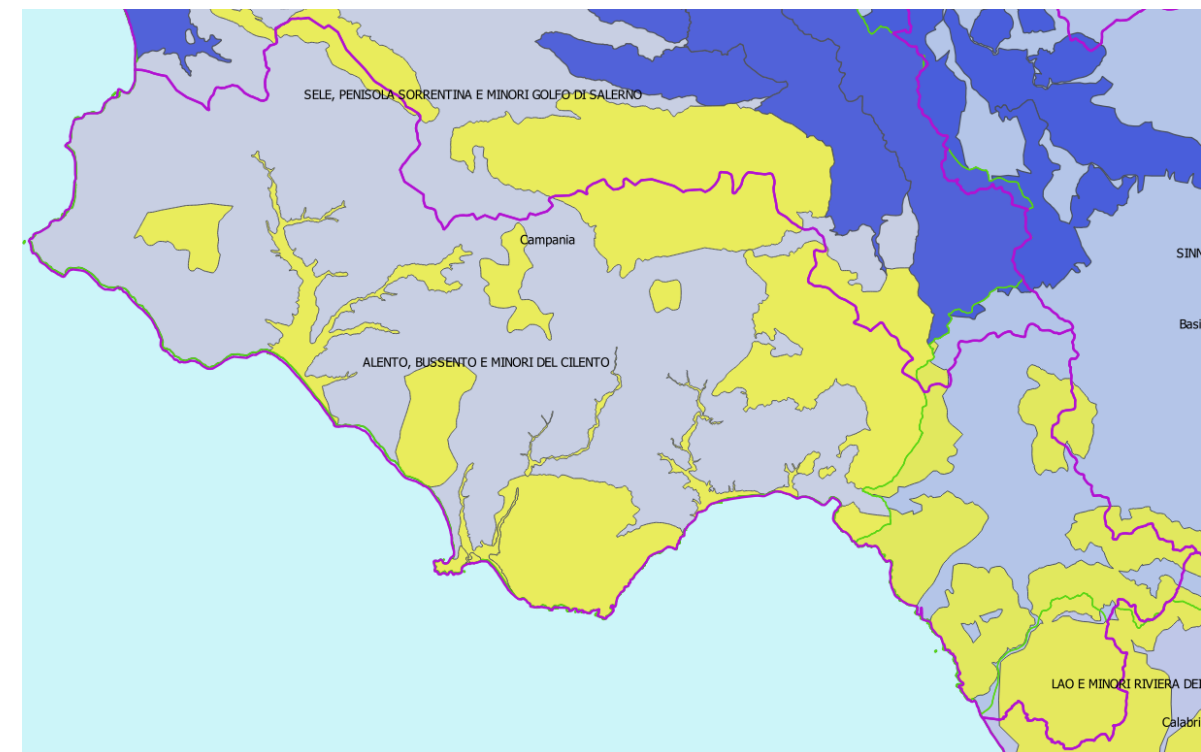 SELE, PENISOLA SORRENTINA E MINORI GOLFO DI SALERNO
Campania
SINN
Basi
ALENTO, BUSSENTO E MINORI DEL CILENTO
LAO E MINORI RIVIERA DEI
Calabri